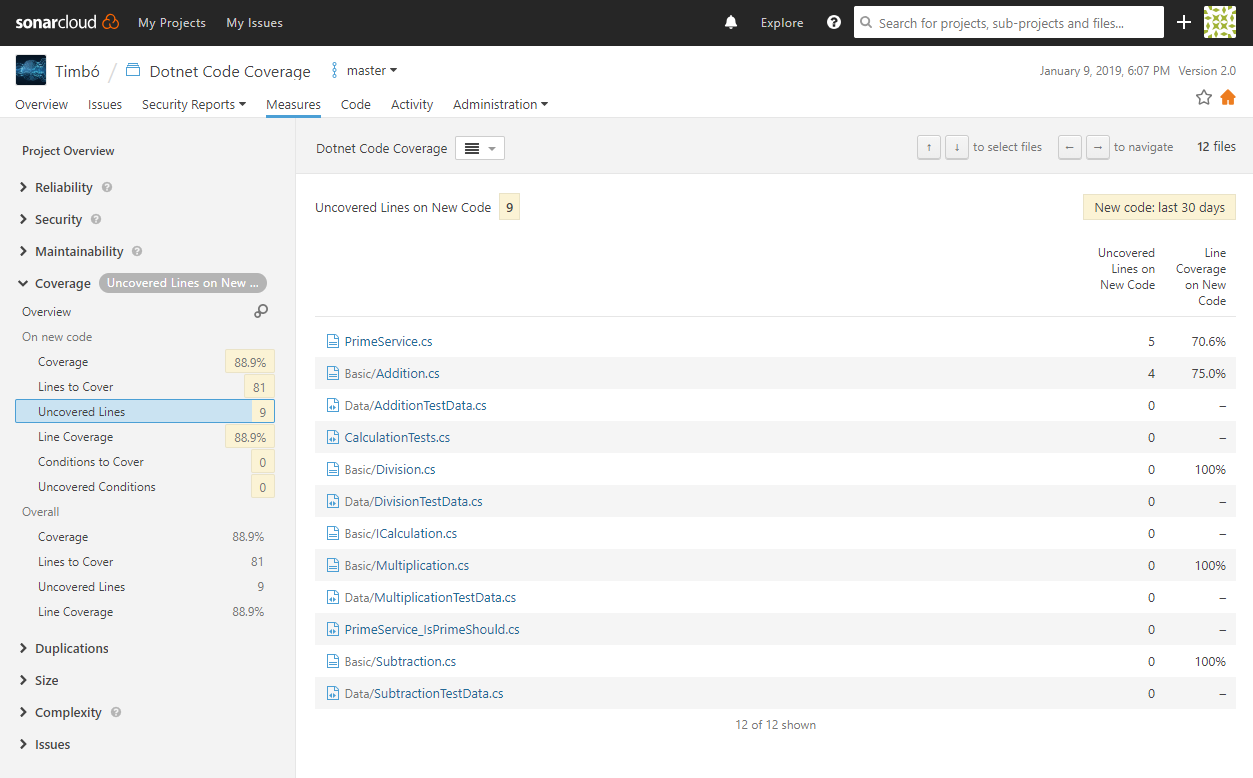 sonarcloud My Projects My Issues Explore Search for projects, sub-projects and files...
Timbó / Dotnet Code Coverage master January 9, 2019, 6:07 PM Version 2.0
Overview Issues Security Reports Measures Code Activity Administration
Project Overview
Reliability ?
Security ?
Maintainability ?
Coverage Uncovered Lines on New ...
Overview
On new code
Coverage 88.9%
Lines to Cover 81
Uncovered Lines 9
Line Coverage 88.9%
Conditions to Cover 0
Uncovered Conditions 0
Overall
Coverage 88.9%
Lines to Cover 81
Uncovered Lines 9
Line Coverage 88.9%
Duplications
Size
Complexity ?
Issues
Dotnet Code Coverage ↑ ↓ to select files ← → to navigate 12 files
Uncovered Lines on New Code 9 New code: last 30 days
Uncovered
Lines on
New Code
Line
Coverage
on New
Code
PrimeService.cs 5 70.6%
Basic/Addition.cs 4 75.0%
Data/AdditionTestData.cs 0 –
CalculationTests.cs 0 –
Basic/Division.cs 0 100%
Data/DivisionTestData.cs 0 –
Basic/ICalculation.cs 0 –
Basic/Multiplication.cs 0 100%
Data/MultiplicationTestData.cs 0 –
PrimeService_IsPrimeShould.cs 0 –
Basic/Subtraction.cs 0 100%
Data/SubtractionTestData.cs 0 –
12 of 12 shown